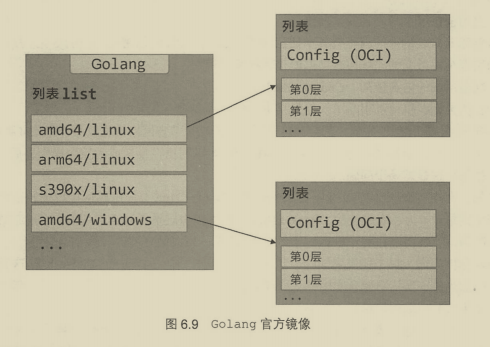 Golang
列表 list
amd64/linux
arm64/linux
s390x/linux
amd64/windows
...
列表
Config (OCI)
第0层
第1层
...
列表
Config (OCI)
第0层
第1层
...
图 6.9 Golang 官方镜像